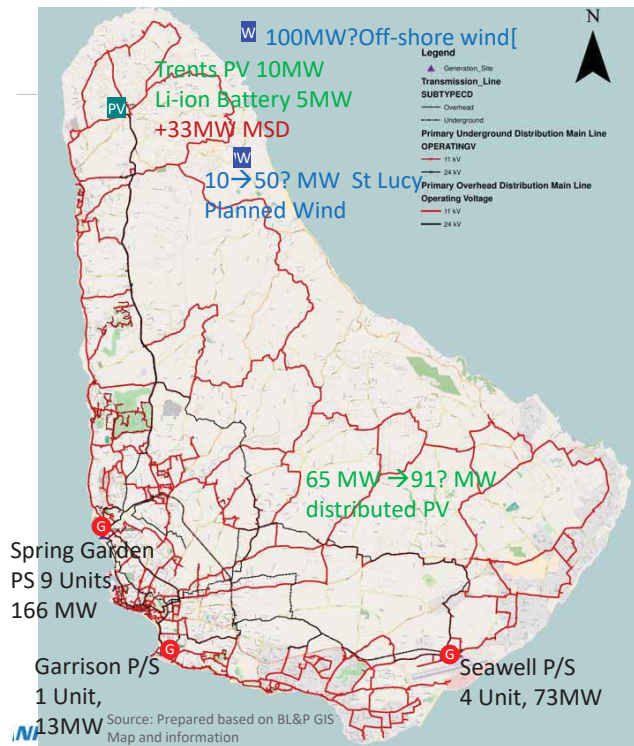 N
W 100MW?Off-shore wind[
Legend
Generation_Site
Transmission_Line
SUBTYPECD
Overhead
Underground
Primary Underground Distribution Main Line
OPERATINGV
11 kV
24 kV
Primary Overhead Distribution Main Line
Operating Voltage
11 kV
24 kV
Trents PV 10MW
PV Li-ion Battery 5MW
+33MW MSD
W
10→50? MW St Lucy
Planned Wind
65 MW →91? MW
distributed PV
G
Spring Garden
PS 9 Units,
166 MW
G
Garrison P/S
1 Unit,
13MW
G
Seawell P/S
4 Unit, 73MW
Source: Prepared based on BL&P GIS
Map and information